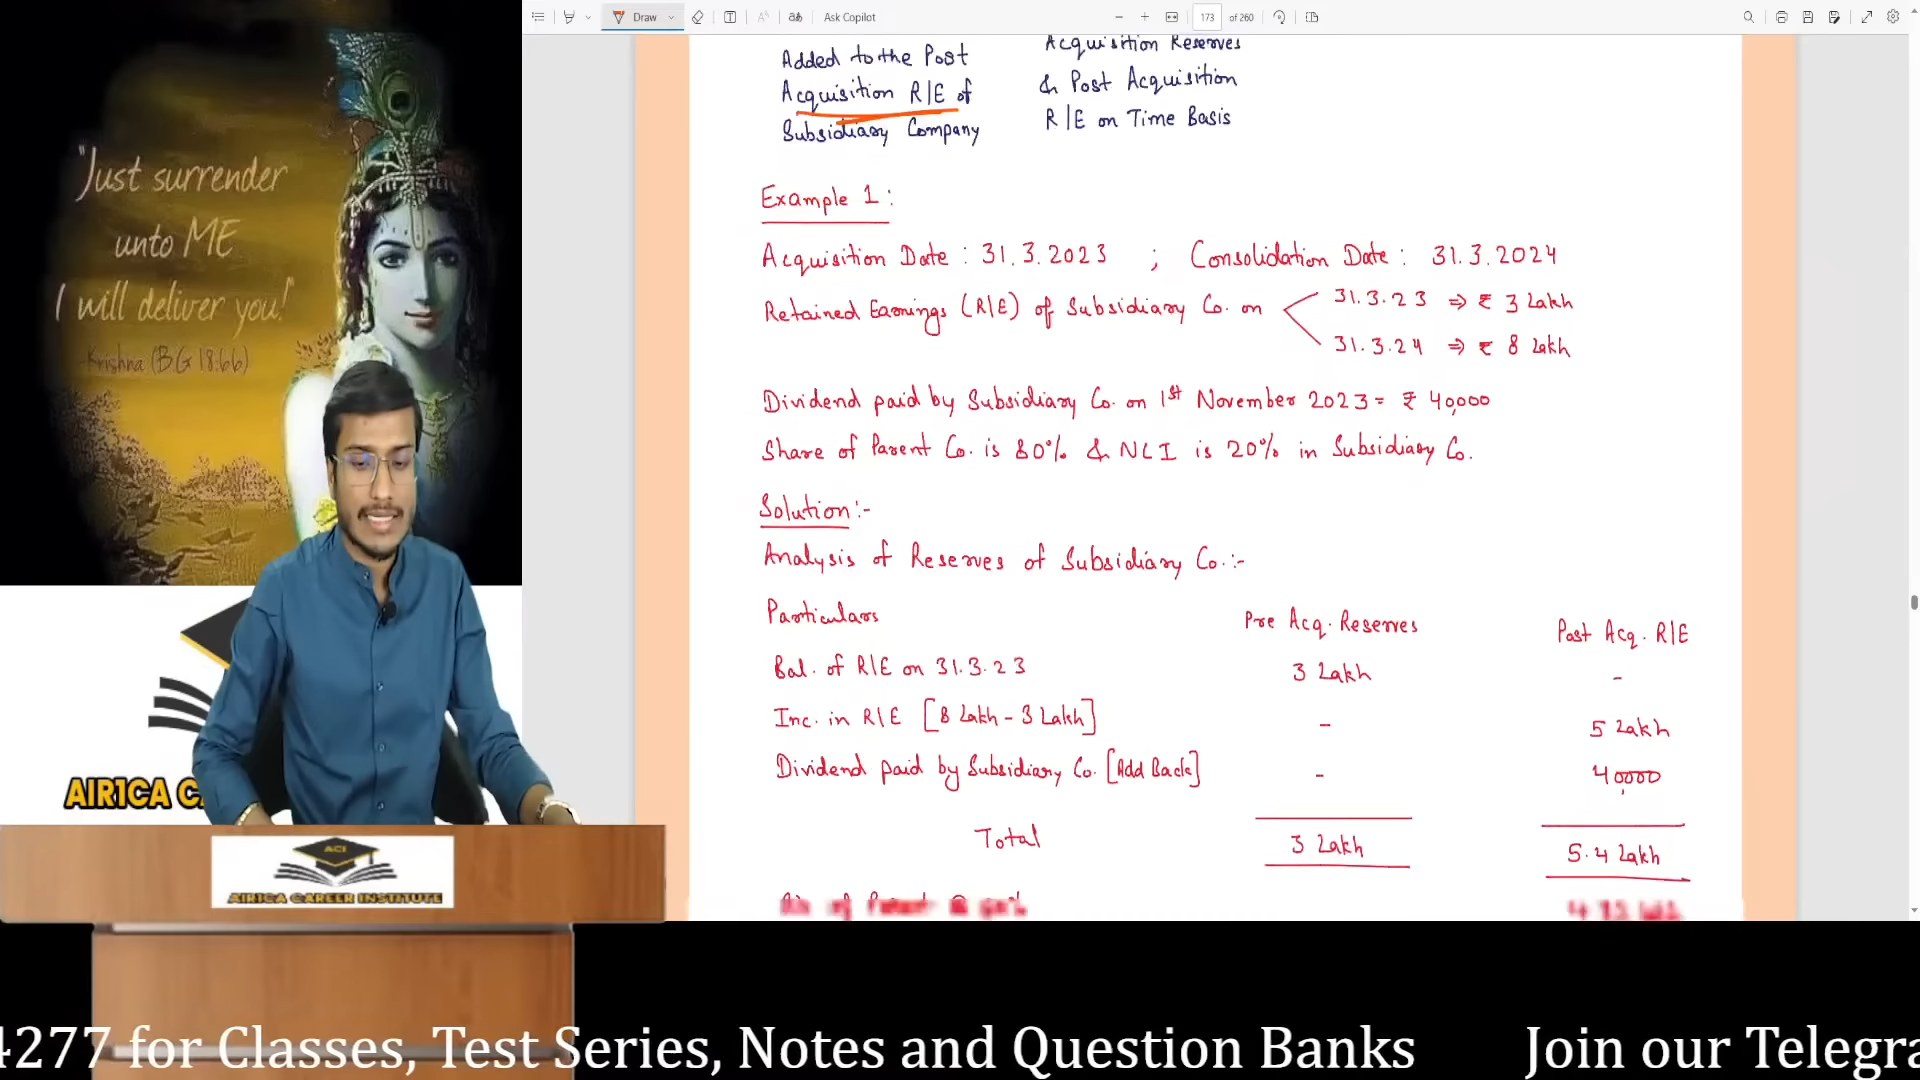 "Just surrender
unto ME
I will deliver you!"
-Krishna (B.G 18:66)
AIR1CA C
ACI
AIR1CA CAREER INSTITUTE
Draw
Ask Copilot
173 of 260
Added to the Post
Acquisition R/E of
Subsidiary Company
Acquisition Reserves
& Post Acquisition
R/E on Time Basis
Example 1:
Acquisition Date : 31.3.2023 ; Consolidation Date : 31.3.2024
Retained Earnings (R/E) of Subsidiary Co. on
31.3.23 ⇒ ₹ 3 Lakh
31.3.24 ⇒ ₹ 8 Lakh
Dividend paid by Subsidiary Co. on 1st November 2023 = ₹ 40,000
Share of Parent Co. is 80% & NCI is 20% in Subsidiary Co.
Solution:-
Analysis of Reserves of Subsidiary Co.:-
Particulars Pre Acq. Reserves Post Acq. R/E
Bal. of R/E on 31.3.23 3 Lakh -
Inc. in R/E [8 Lakh - 3 Lakh] - 5 Lakh
Dividend paid by Subsidiary Co. [Add Back] - 40,000
Total 3 Lakh 5.4 Lakh
4277 for Classes, Test Series, Notes and Question Banks Join our Telegra